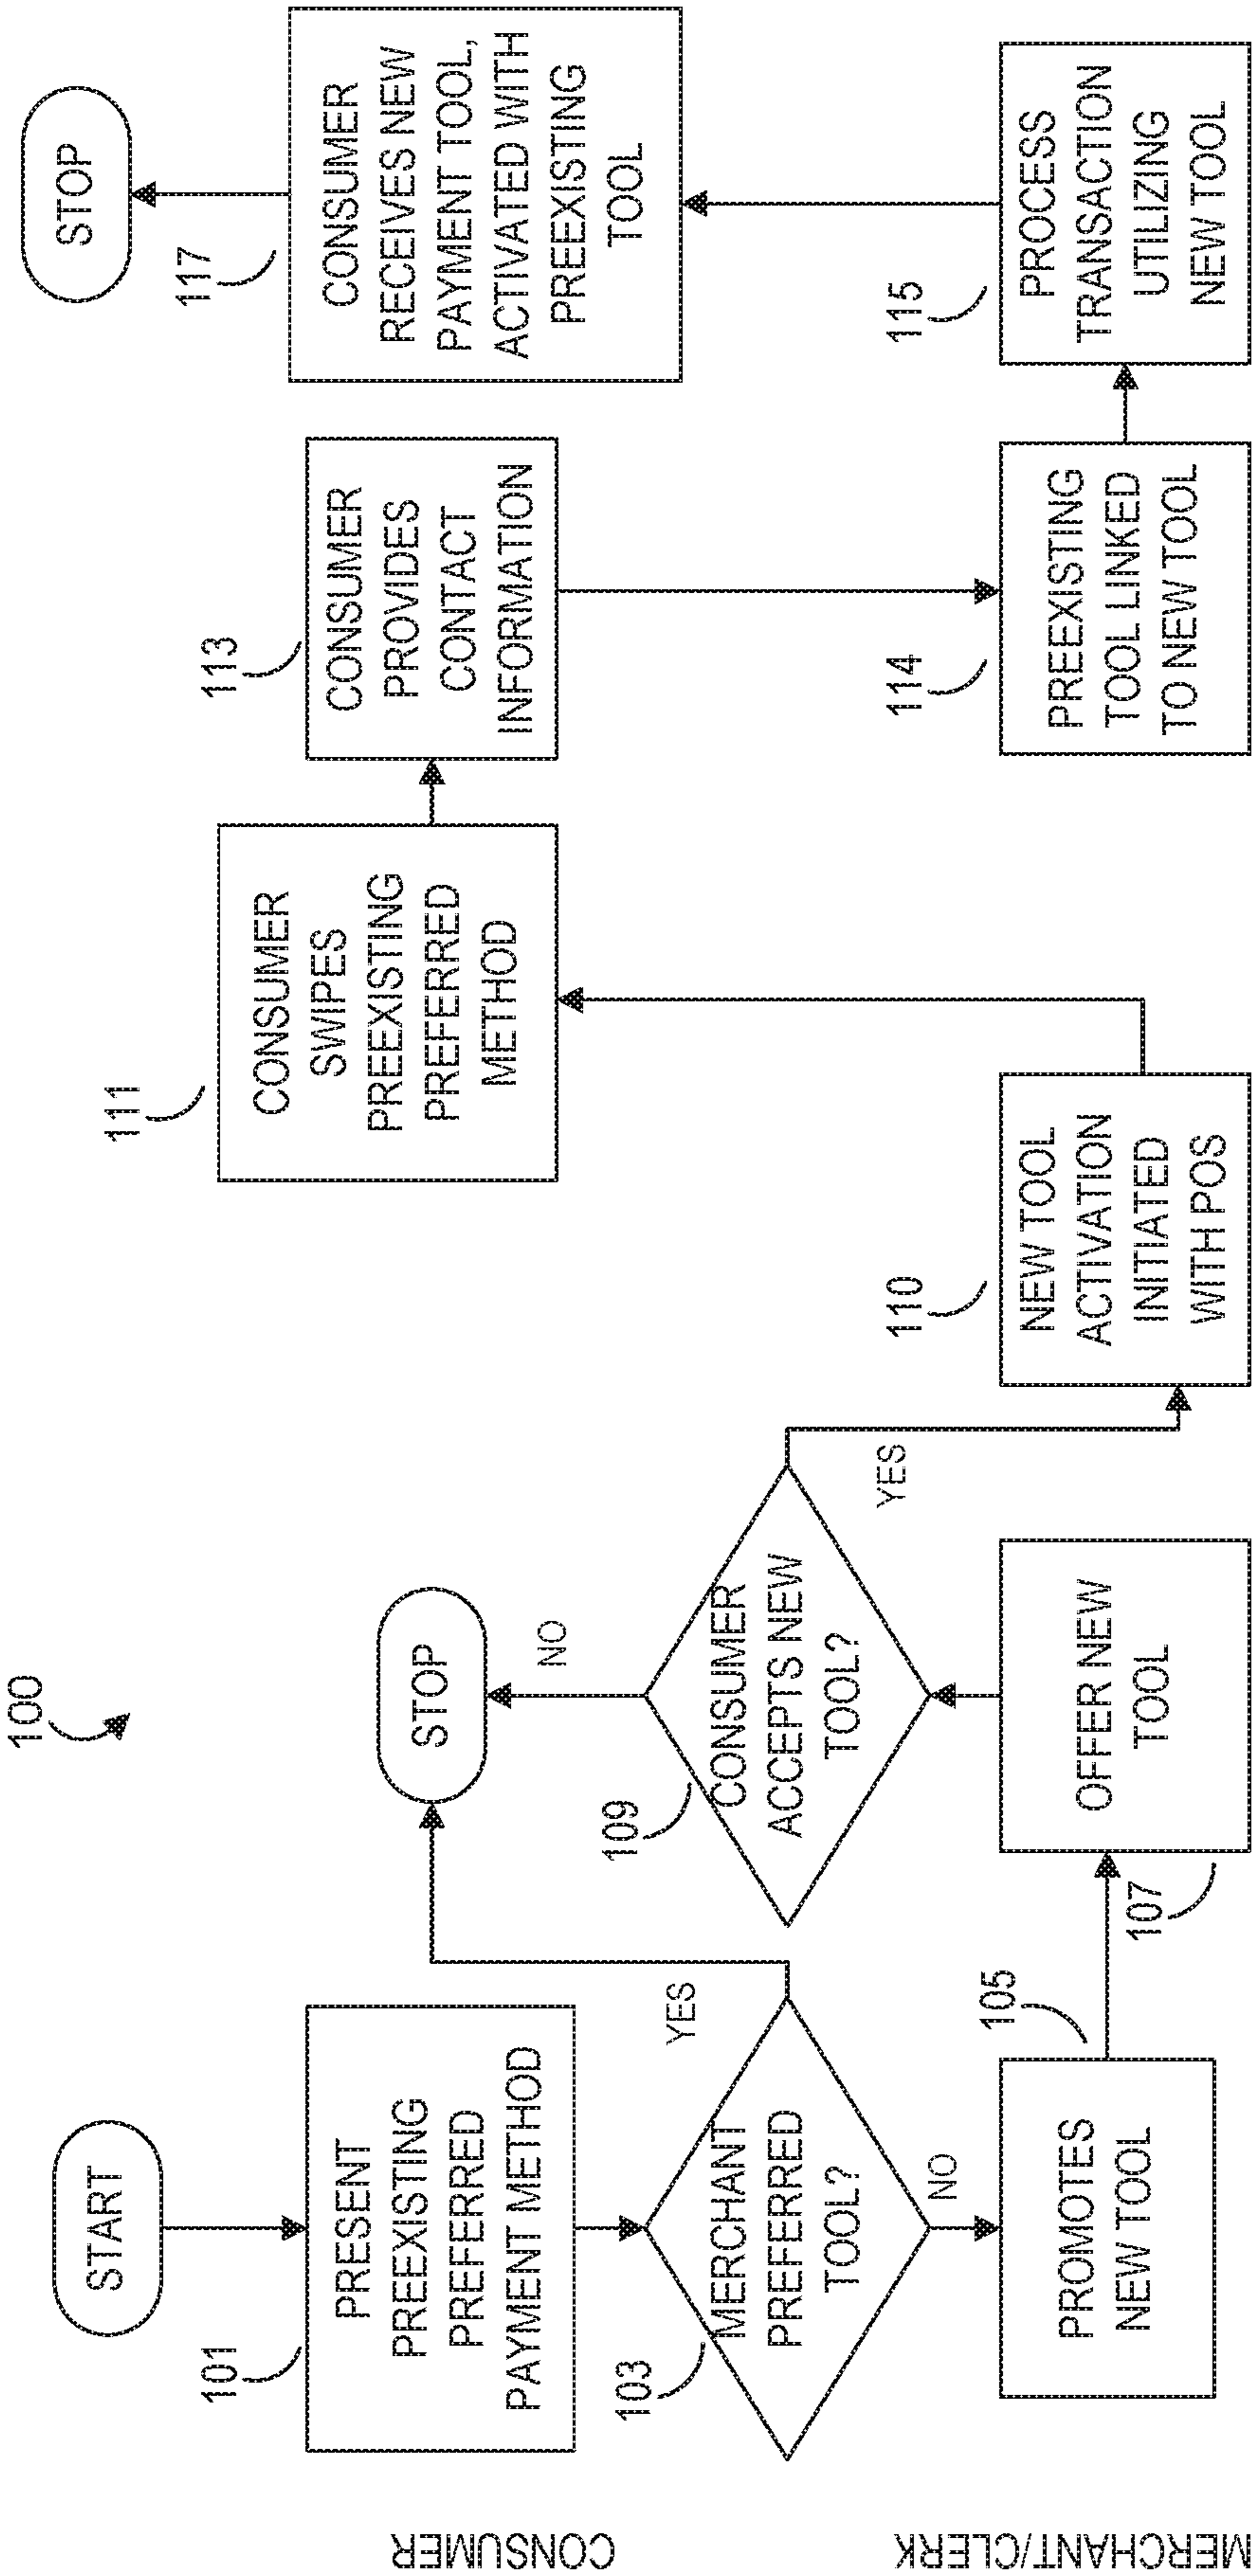 100
START
101
PRESENT
PREEXISTING
PREFERRED
PAYMENT METHOD
103
MERCHANT
PREFERRED
TOOL?
YES
NO
105
PROMOTES
NEW TOOL
107
OFFER NEW
TOOL
109
CONSUMER
ACCEPTS NEW
TOOL?
NO
STOP
YES
110
NEW TOOL
ACTIVATION
INITIATED
WITH POS
111
CONSUMER
SWIPES
PREEXISTING
PREFERRED
METHOD
113
CONSUMER
PROVIDES
CONTACT
INFORMATION
114
PREEXISTING
TOOL LINKED
TO NEW TOOL
115
PROCESS
TRANSACTION
UTILIZING
NEW TOOL
117
CONSUMER
RECEIVES NEW
PAYMENT TOOL,
ACTIVATED WITH
PREEXISTING
TOOL
STOP
CONSUMER
MERCHANT/CLERK